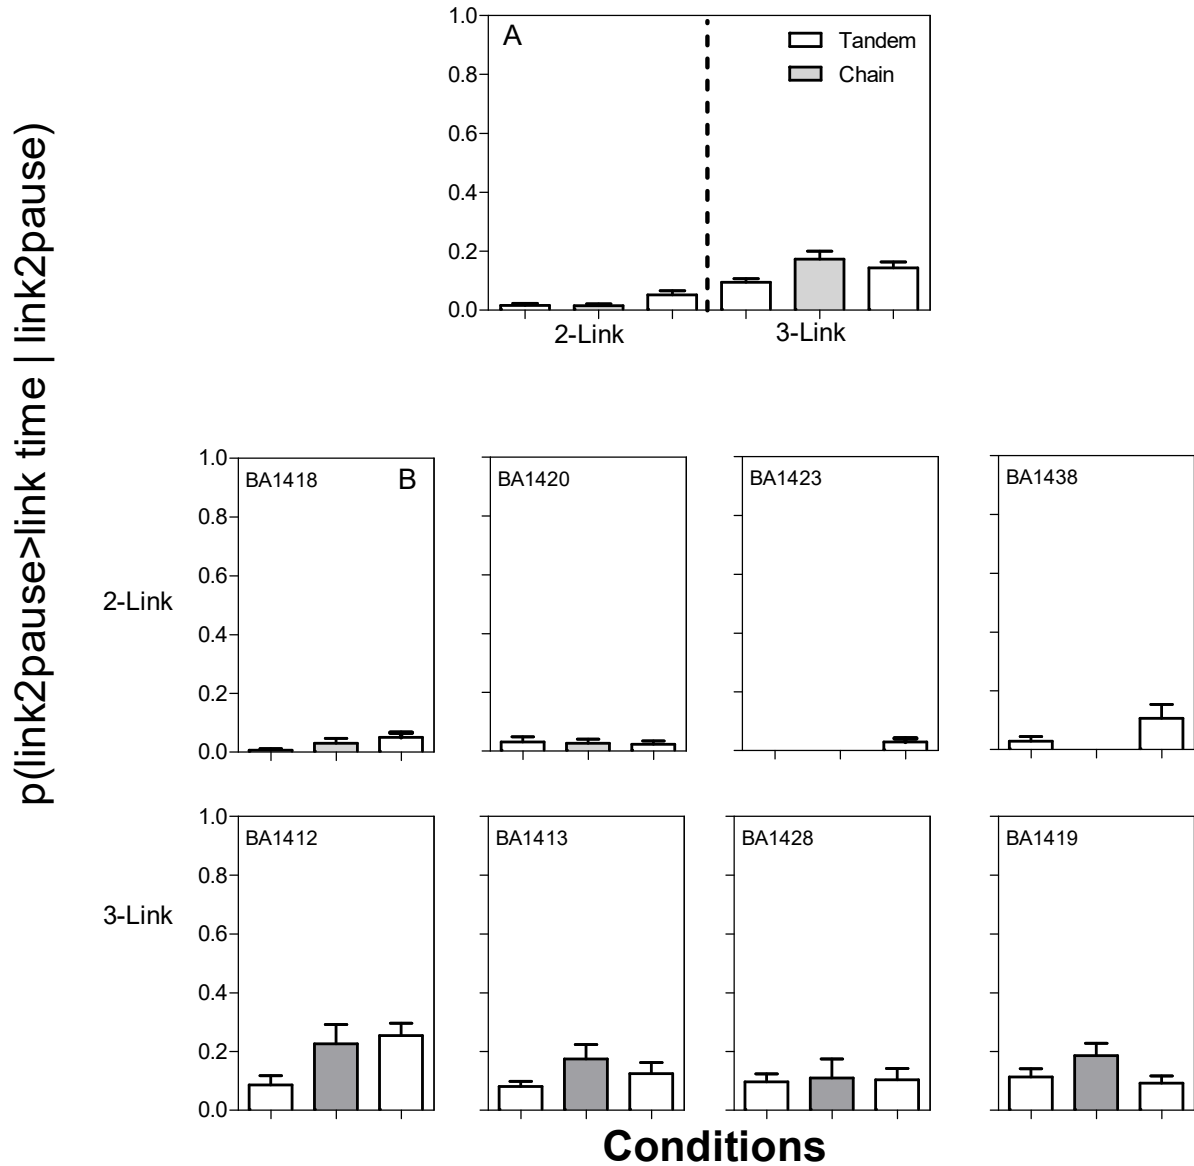 p(link2pause>link time | link2pause)
A
Tandem
Chain
1.0
0.8
0.6
0.4
0.2
0.0
2-Link
3-Link
2-Link
BA1418
B
1.0
0.8
0.6
0.4
0.2
0.0
BA1420
BA1423
BA1438
3-Link
BA1412
1.0
0.8
0.6
0.4
0.2
0.0
BA1413
BA1428
BA1419
Conditions